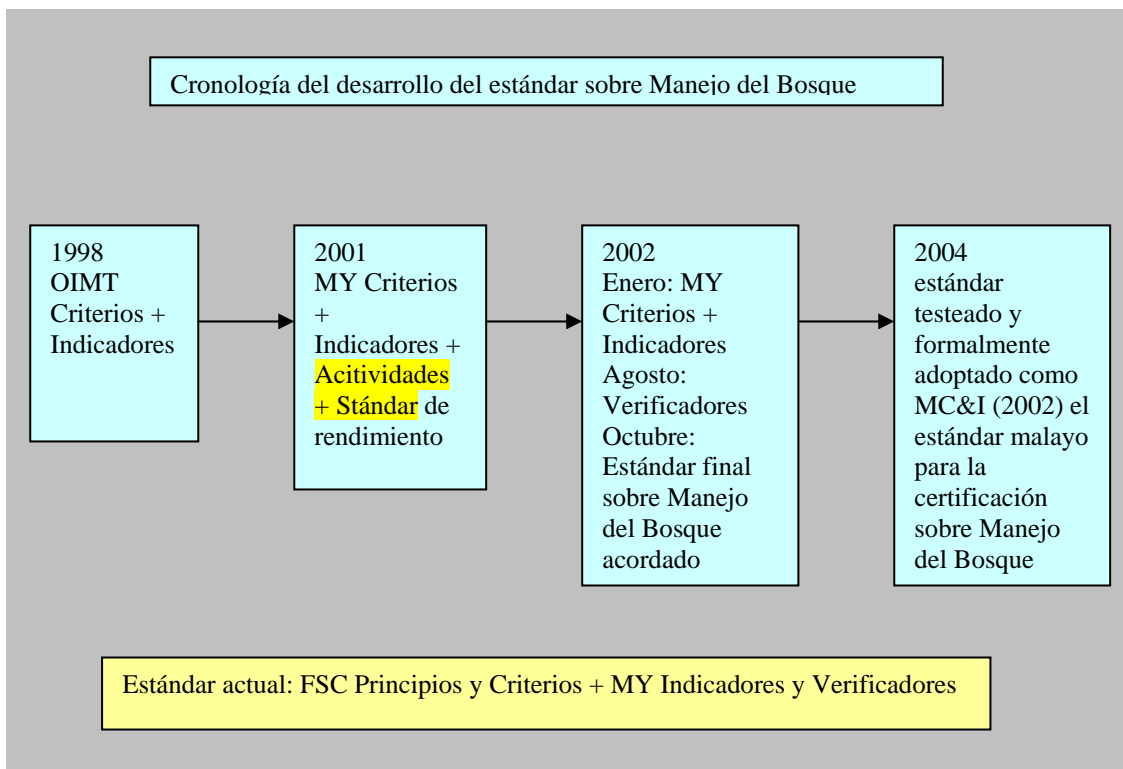 Cronología del desarrollo del estándar sobre Manejo del Bosque
1998
OIMT
Criterios +
Indicadores
2001
MY Criterios
+
Indicadores +
Acitividades
+ Stándar de
rendimiento
2002
Enero: MY
Criterios +
Indicadores
Agosto:
Verificadores
Octubre:
Estándar final
sobre Manejo
del Bosque
acordado
2004
estándar
testeado y
formalmente
adoptado como
MC&I (2002) el
estándar malayo
para la
certificación
sobre Manejo
del Bosque
Estándar actual: FSC Principios y Criterios + MY Indicadores y Verificadores